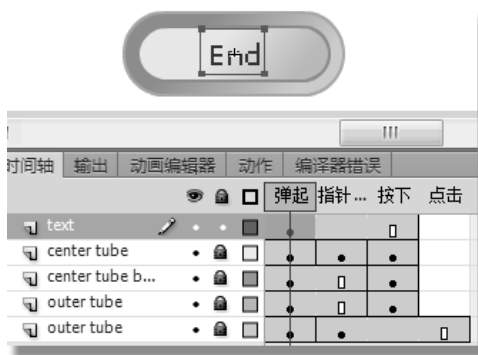 End
时间轴 输出 动画编辑器 动作 编译器错误
弹起 指针... 按下 点击
text
center tube
center tube b...
outer tube
outer tube